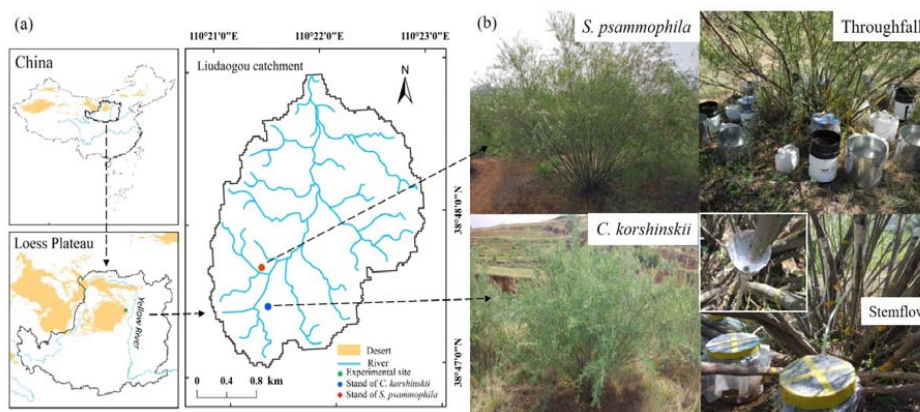 (a)
China
Loess Plateau
Yellow River
110°21′0″E
110°22′0″E
110°23′0″E
Liudaogou catchment
N
38°48′0″N
38°47′0″N
Desert
River
Experimental site
Stand of C. korshinskii
Stand of S. psammophila
0 0.4 0.8 km
(b)
S. psammophila
Throughfall
C. korshinskii
Stemflow